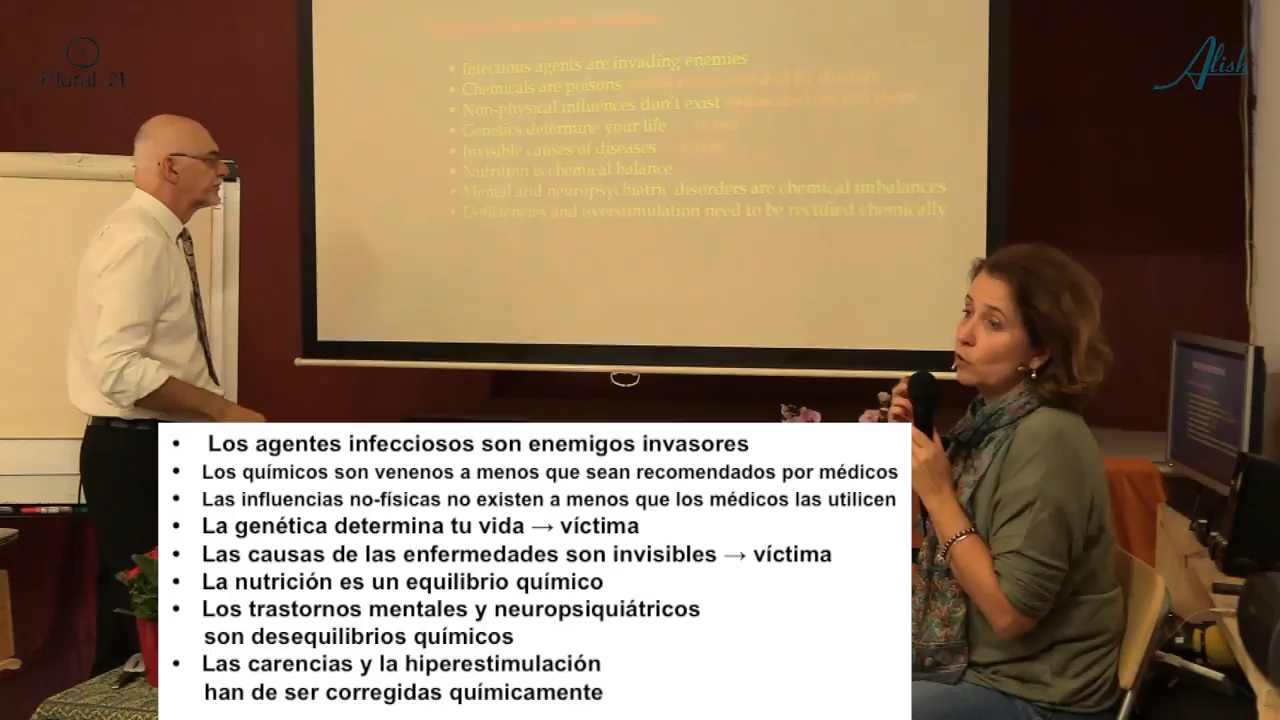 Plural 21
Alish
• Infectious agents are invading enemies
• Chemicals are poisons
• Non-physical influences don't exist
• Genetics determine your life
• Invisible causes of diseases
• Nutrition is chemical balance
• Mental and neuropsychiatric disorders are chemical imbalances
• Deficiencies and overstimulation need to be rectified chemically
• Los agentes infecciosos son enemigos invasores
• Los químicos son venenos a menos que sean recomendados por médicos
• Las influencias no-físicas no existen a menos que los médicos las utilicen
• La genética determina tu vida → víctima
• Las causas de las enfermedades son invisibles → víctima
• La nutrición es un equilibrio químico
• Los trastornos mentales y neuropsiquiátricos
son desequilibrios químicos
• Las carencias y la hiperestimulación
han de ser corregidas químicamente